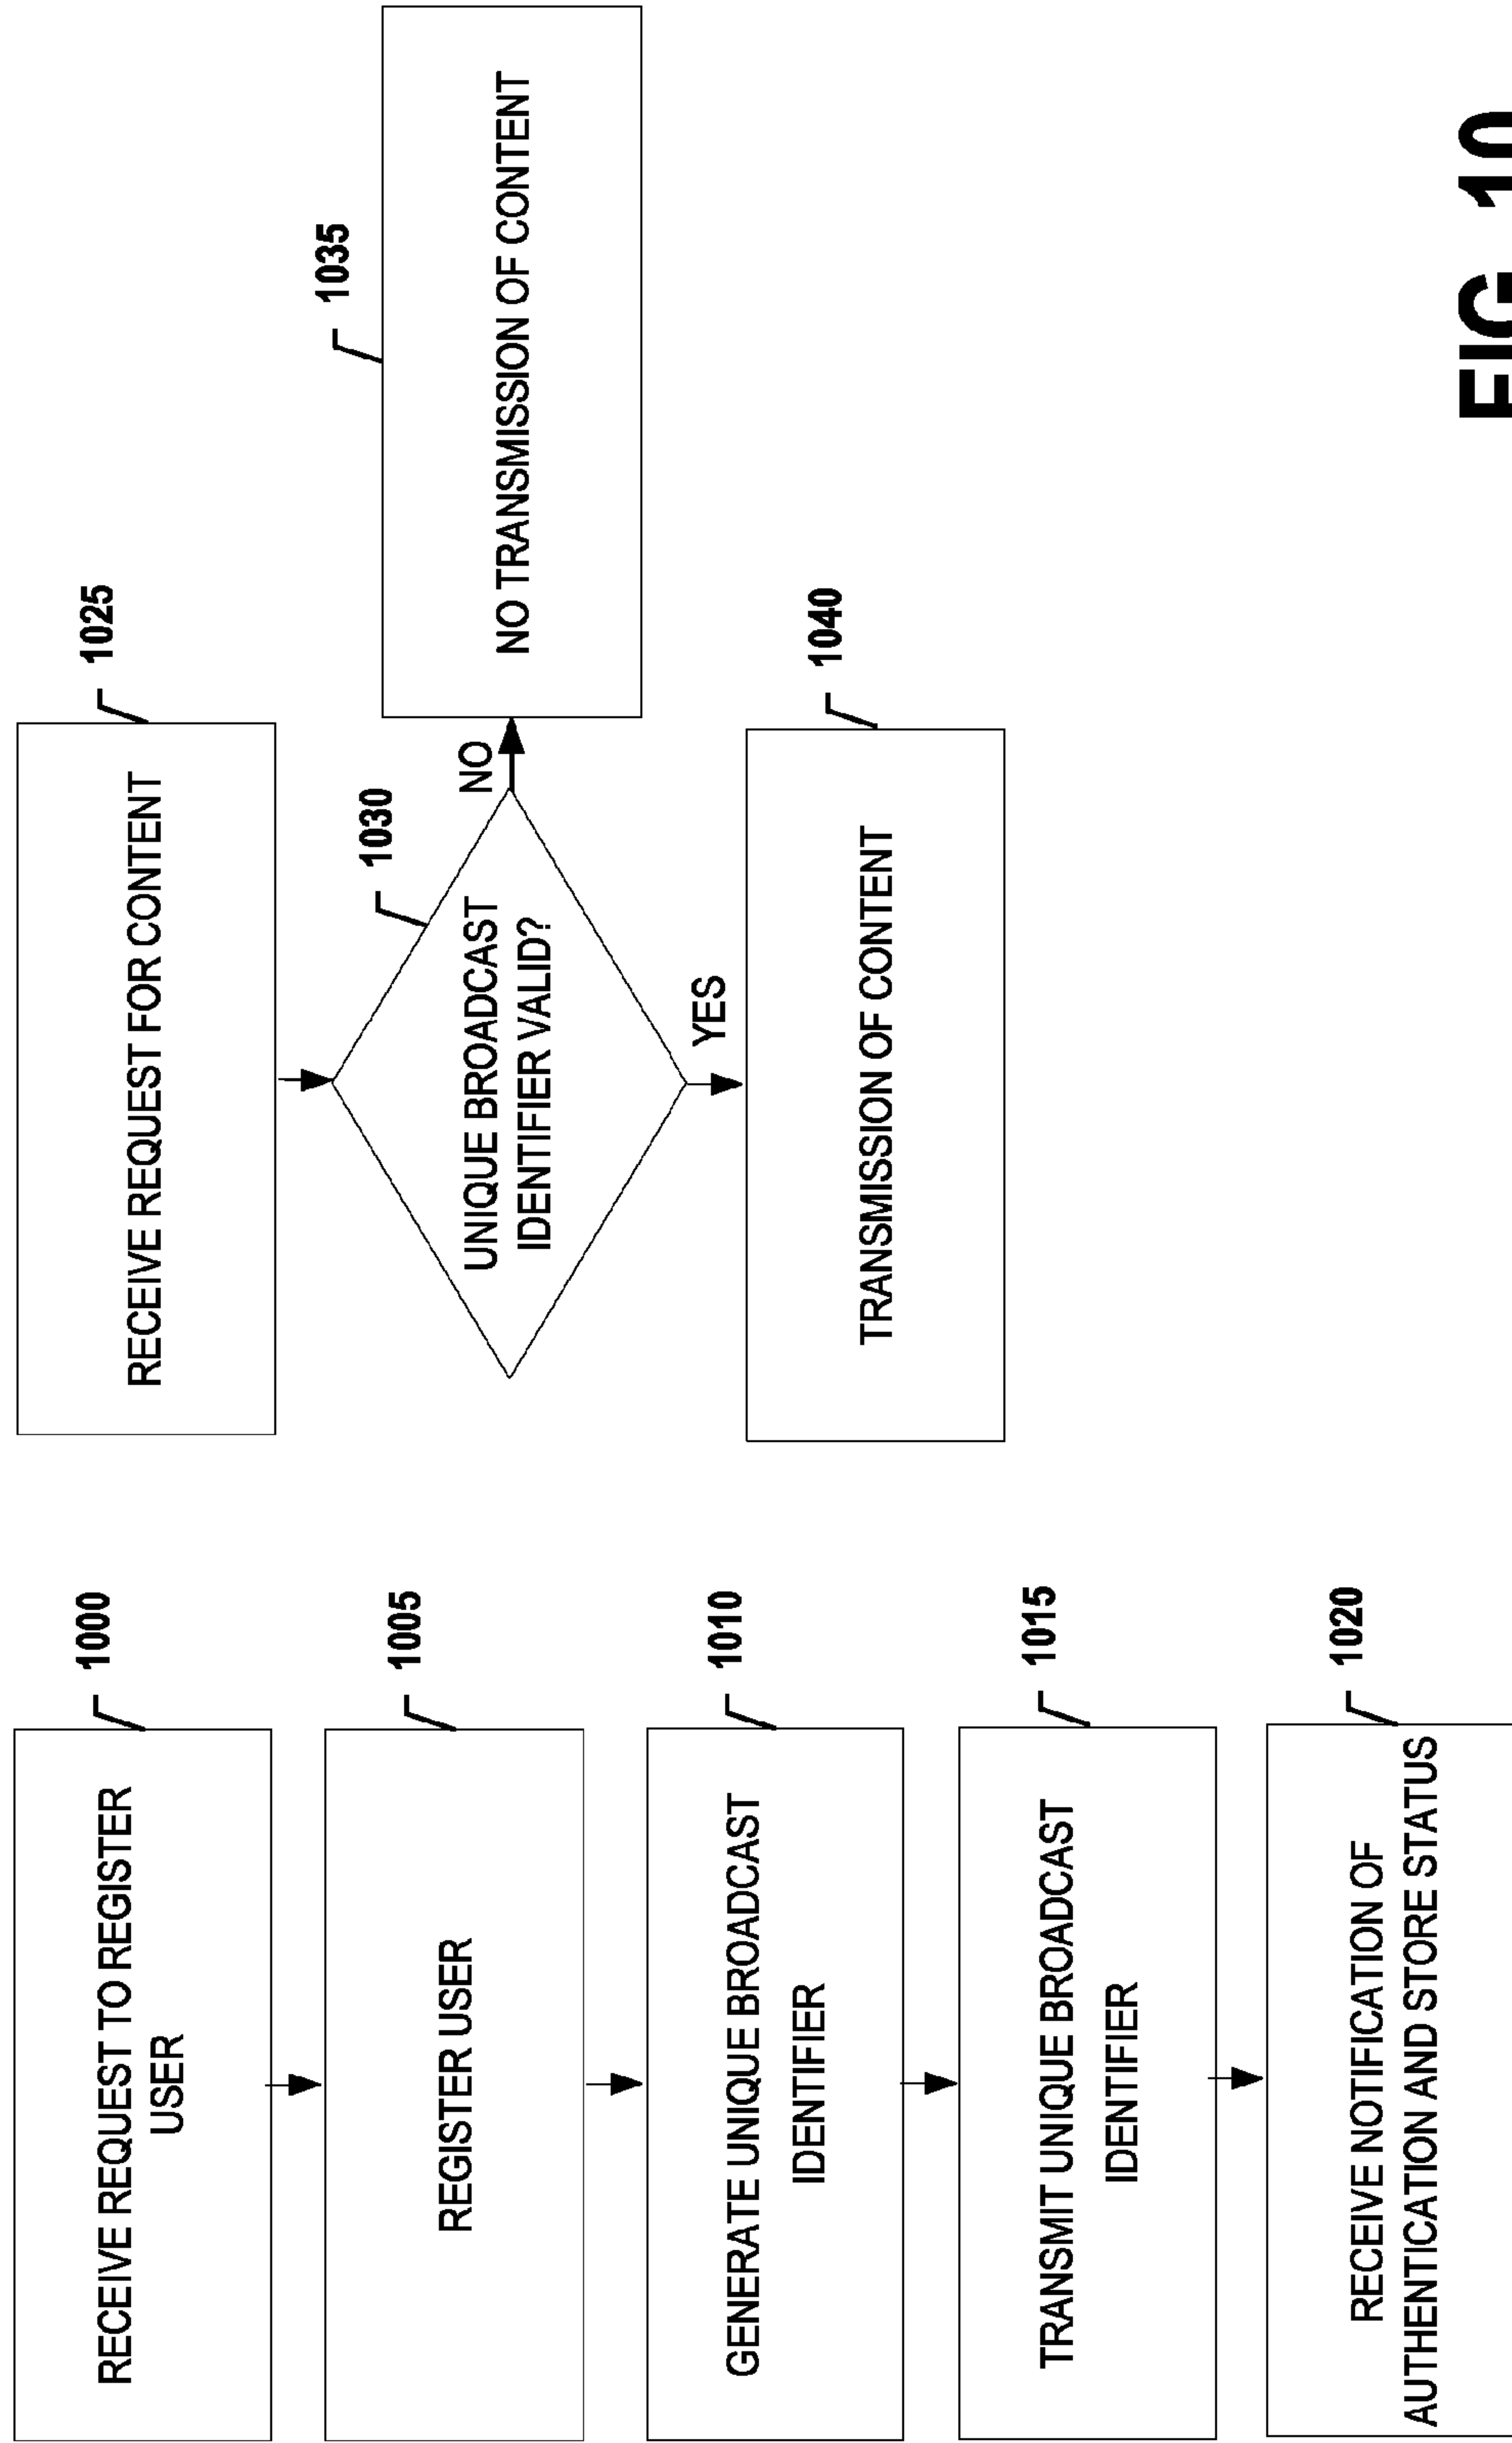 1000
RECEIVE REQUEST TO REGISTER
USER
1005
REGISTER USER
1010
GENERATE UNIQUE BROADCAST
IDENTIFIER
1015
TRANSMIT UNIQUE BROADCAST
IDENTIFIER
1020
RECEIVE NOTIFICATION OF
AUTHENTICATION AND STORE STATUS
1025
RECEIVE REQUEST FOR CONTENT
1030
UNIQUE BROADCAST
IDENTIFIER VALID?
NO
1035
NO TRANSMISSION OF CONTENT
YES
1040
TRANSMISSION OF CONTENT
FIG. 10